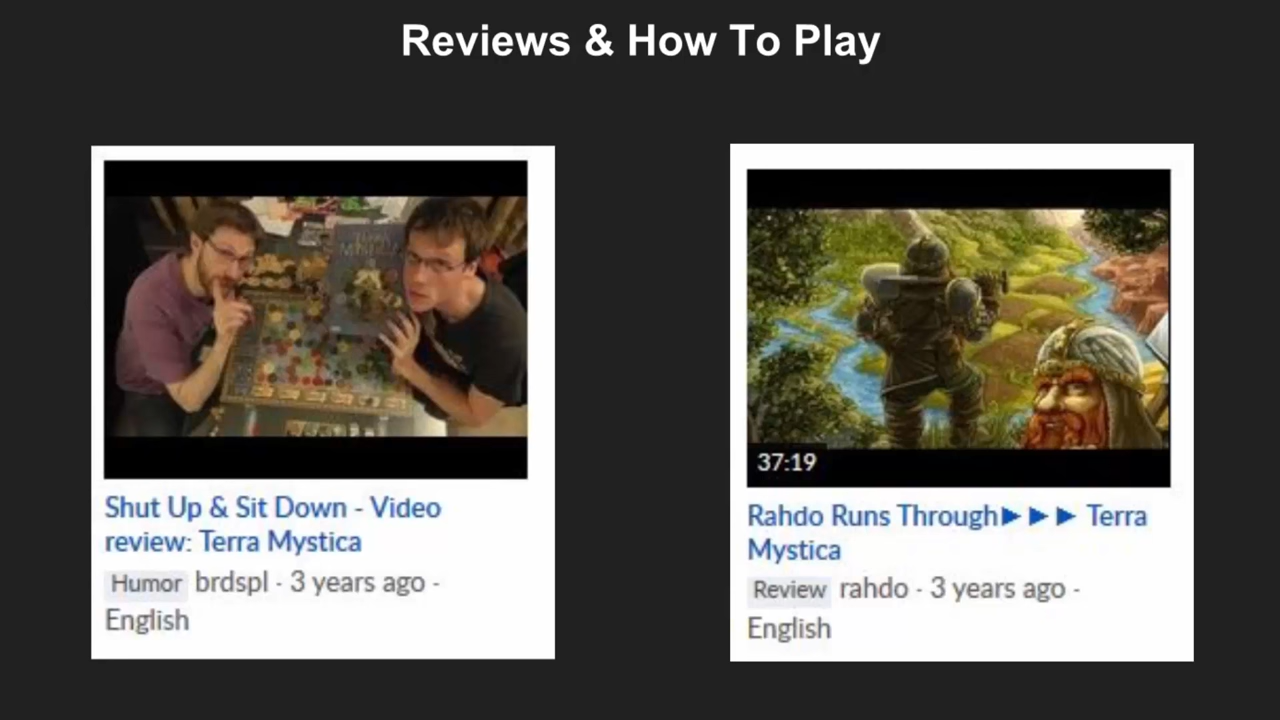 Reviews & How To Play
Shut Up & Sit Down - Video
review: Terra Mystica
Humor brdspl · 3 years ago ·
English
37:19
Rahdo Runs Through►►► Terra
Mystica
Review rahdo · 3 years ago ·
English